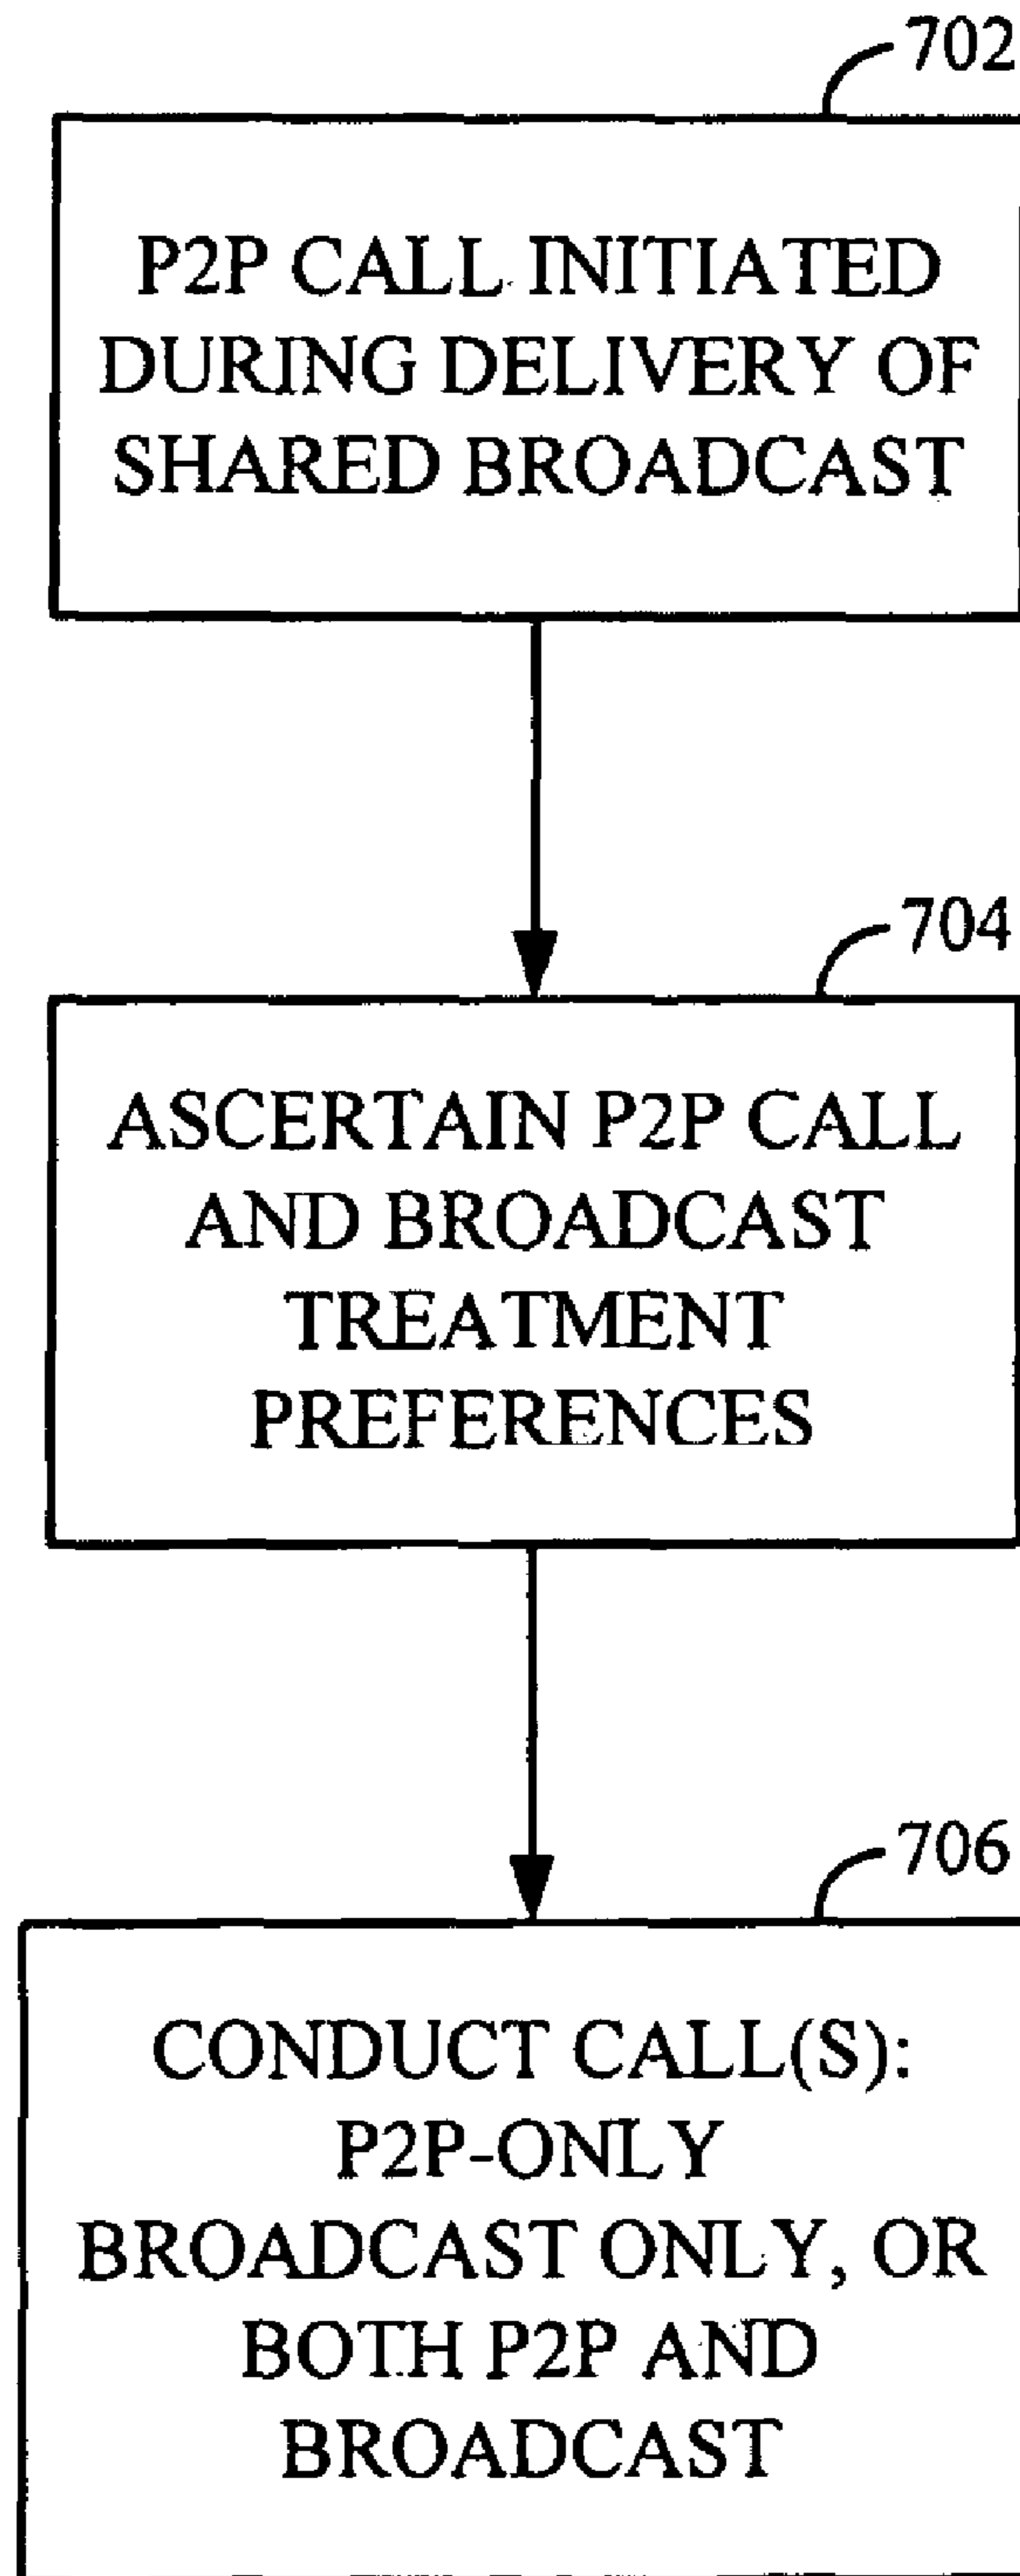 702
P2P CALL INITIATED
DURING DELIVERY OF
SHARED BROADCAST
704
ASCERTAIN P2P CALL
AND BROADCAST
TREATMENT
PREFERENCES
706
CONDUCT CALL(S):
P2P-ONLY
BROADCAST ONLY, OR
BOTH P2P AND
BROADCAST